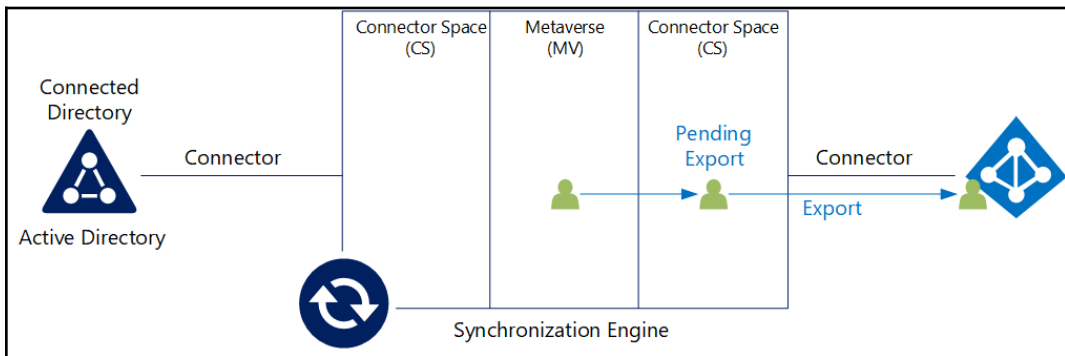 Connector Space
(CS)
Metaverse
(MV)
Connector Space
(CS)
Connected
Directory
Active Directory
Connector
Pending
Export
Connector
Export
Synchronization Engine